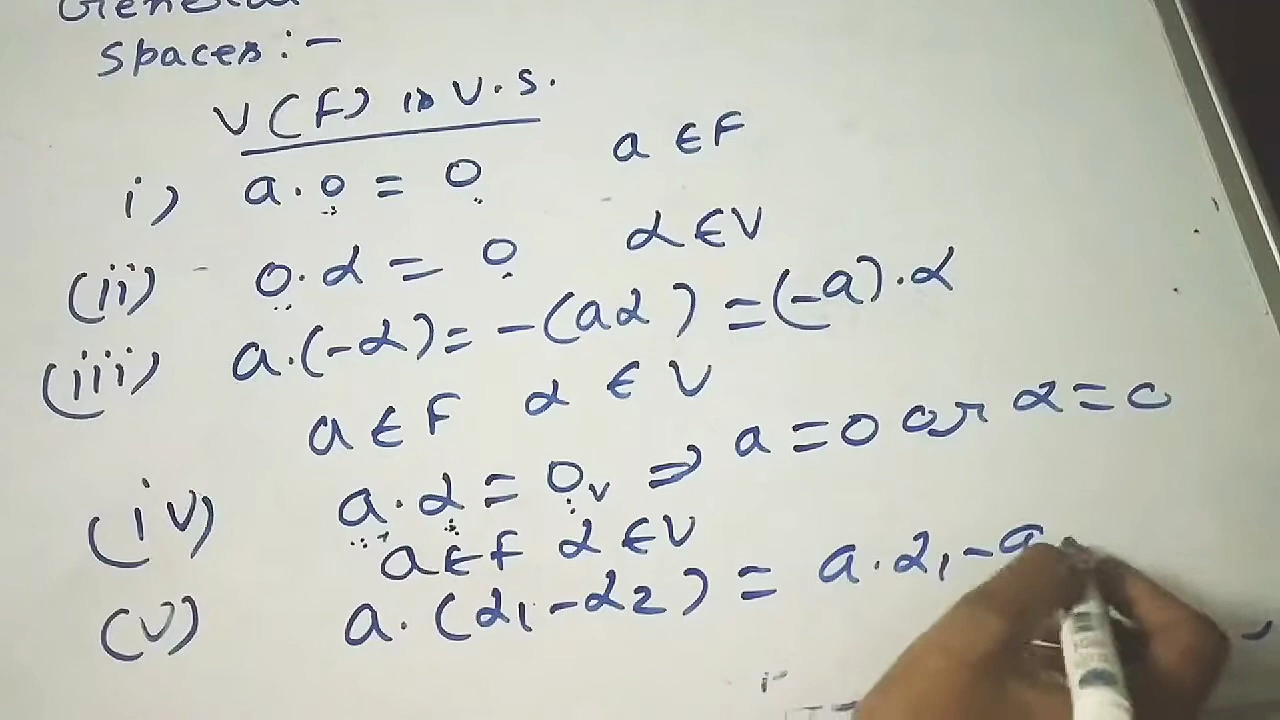 Spaces :-
V(F) is V.S.
i) a.0 = 0 a ∈ F
(ii) 0.α = 0 α ∈ V
(iii) a.(-α) = -(aα) = (-a).α
a ∈ F α ∈ V
(iv) a.α = 0v ⇒ a = 0 or α = 0
a ∈ F α ∈ V
(v) a.(α1 - α2) = a.α1 - a